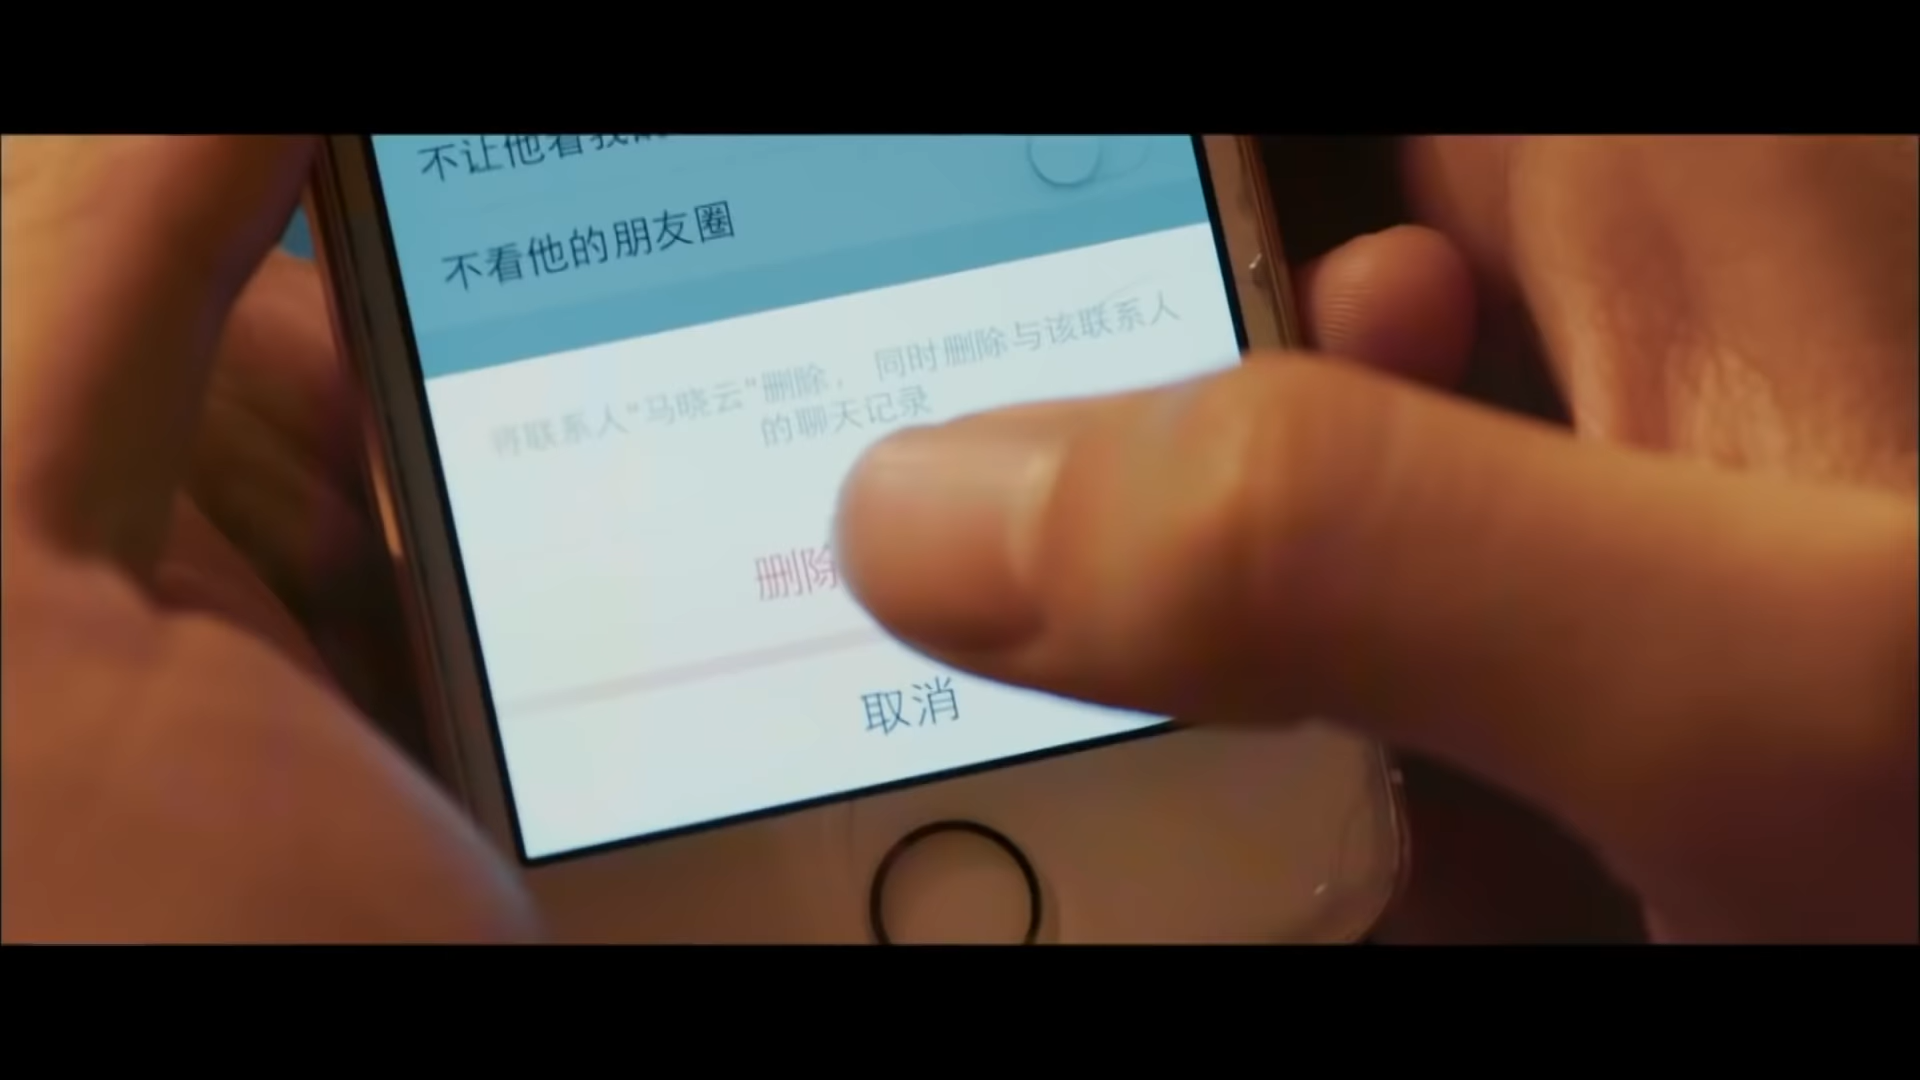 不让他看我的
不看他的朋友圈
将联系人“马晓云”删除，同时删除与该联系人
的聊天记录
删除
取消